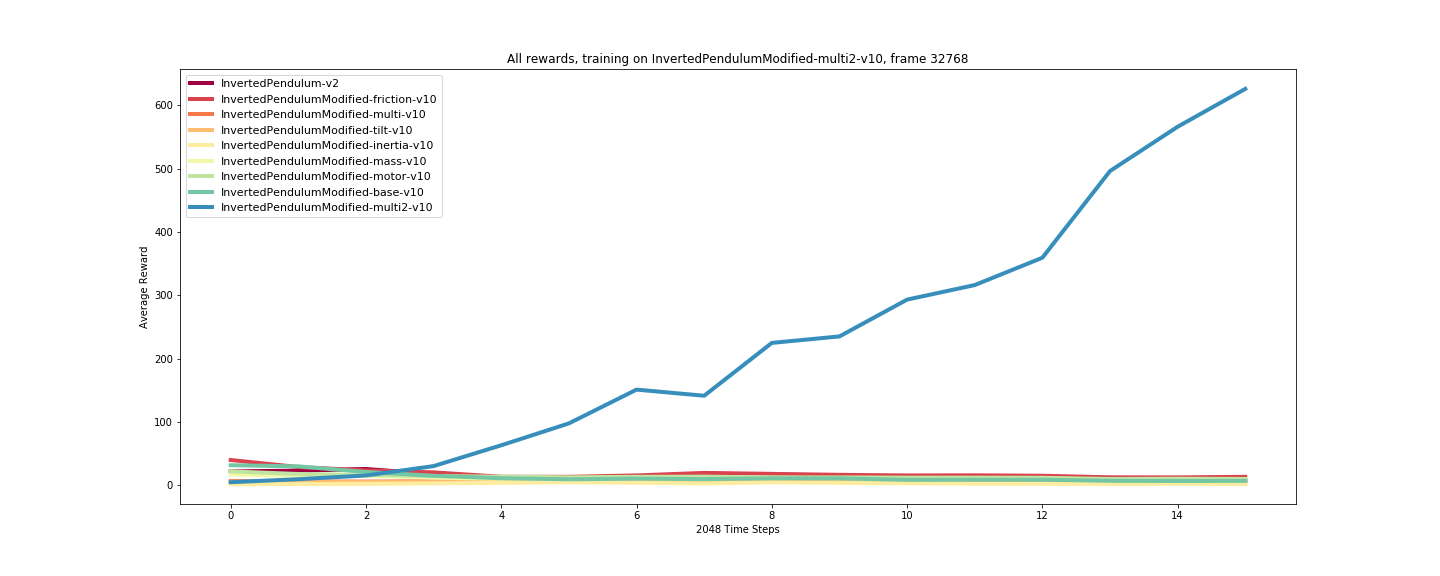 All rewards, training on InvertedPendulumModified-multi2-v10, frame 32768
InvertedPendulum-v2
InvertedPendulumModified-friction-v10
InvertedPendulumModified-multi-v10
InvertedPendulumModified-tilt-v10
InvertedPendulumModified-inertia-v10
InvertedPendulumModified-mass-v10
InvertedPendulumModified-motor-v10
InvertedPendulumModified-base-v10
InvertedPendulumModified-multi2-v10
Average Reward
600
500
400
300
200
100
0
0 2 4 6 8 10 12 14
2048 Time Steps